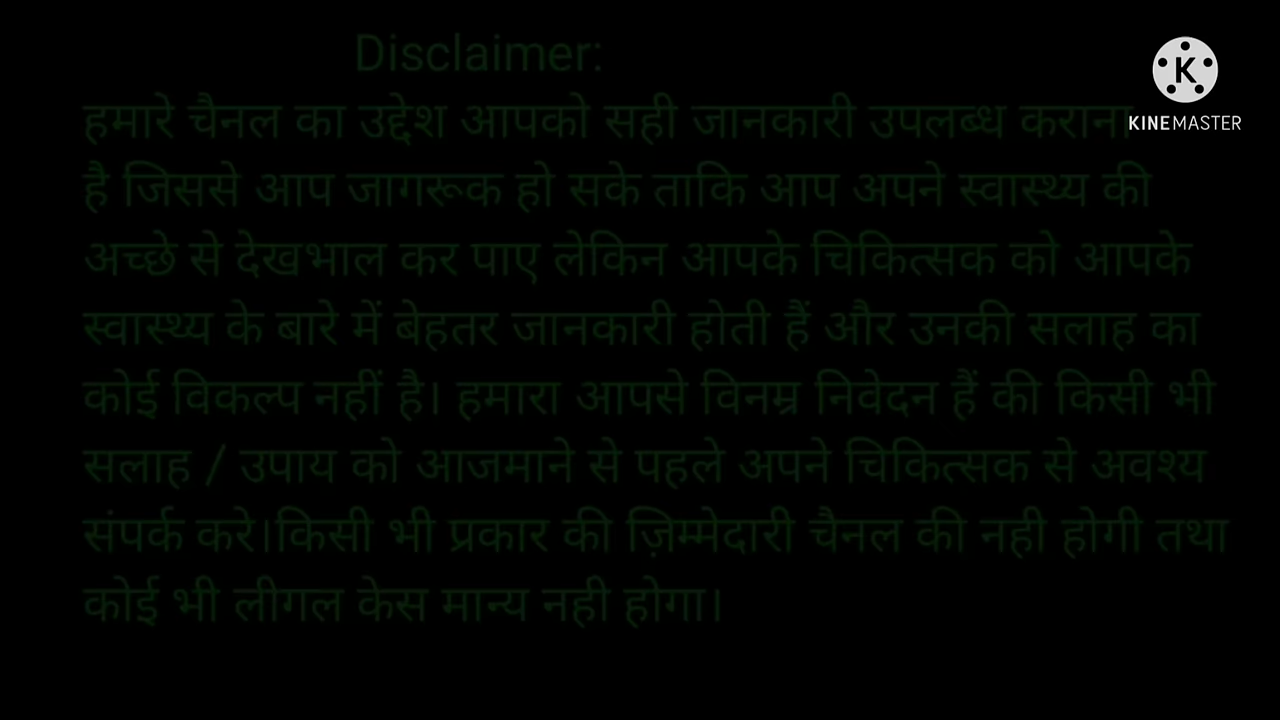 Disclaimer:
हमारे चैनल का उद्देश आपको सही जानकारी उपलब्ध कराना
है जिससे आप जागरूक हो सके ताकि आप अपने स्वास्थ्य की
अच्छे से देखभाल कर पाए लेकिन आपके चिकित्सक को आपके
स्वास्थ्य के बारे में बेहतर जानकारी होती हैं और उनकी सलाह का
कोई विकल्प नहीं है। हमारा आपसे विनम्र निवेदन हैं की किसी भी
सलाह / उपाय को आजमाने से पहले अपने चिकित्सक से अवश्य
संपर्क करे।किसी भी प्रकार की ज़िम्मेदारी चैनल की नही होगी तथा
कोई भी लीगल केस मान्य नही होगा।
K
KINEMASTER